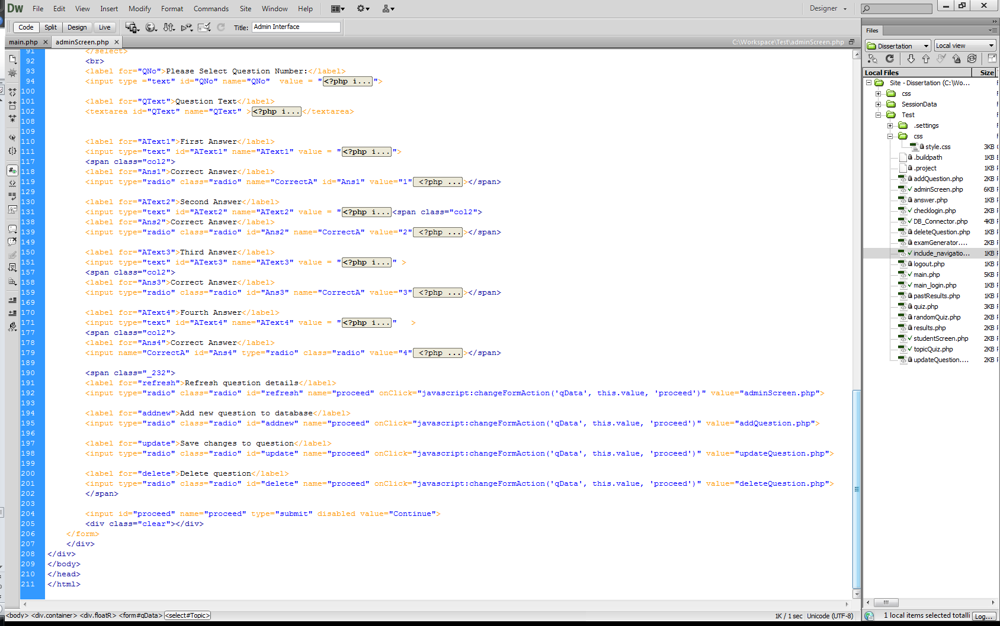 Dw File Edit View Insert Modify Format Commands Site Window Help Designer
Code Split Design Live Title: Admin Interface
main.php adminScreen.php C:\Workspace\Test\adminScreen.php
91 </select>
92 <br>
93 <label for="QNo">Please Select Question Number:</label>
94 <input type ="text" id="QNo" name="QNo"  value = "<?php i...">
100
101 <label for="QText">Question Text</label>
102 <textarea id="QText" name="QText" ><?php i...</textarea>
108
109
110 <label for="AText1">First Answer</label>
111 <input type="text" id="AText1" name="AText1" value = "<?php i...">
117 <span class="col2">
118 <label for="Ans1">Correct Answer</label>
119 <input type="radio" class="radio" name="CorrectA" id="Ans1" value="1" <?php ...></span>
129
130 <label for="AText2">Second Answer</label>
131 <input type="text" id="AText2" name="AText2" value = "<?php i...<span class="col2">
138 <label for="Ans2">Correct Answer</label>
139 <input type="radio" class="radio" id="Ans2" name="CorrectA" value="2" <?php ...></span>
149
150 <label for="AText3">Third Answer</label>
151 <input type="text" id="AText3" name="AText3" value = "<?php i..." >
157 <span class="col2">
158 <label for="Ans3">Correct Answer</label>
159 <input type="radio" class="radio" id="Ans3" name="CorrectA" value="3" <?php ...></span>
169
170 <label for="AText4">Fourth Answer</label>
171 <input type="text" id="AText4" name="AText4" value = "<?php i..."   >
177 <span class="col2">
178 <label for="Ans4">Correct Answer</label>
179 <input name="CorrectA" id="Ans4" type="radio" class="radio" value="4" <?php ...></span>
189
190 <span class="_232">
191 <label for="refresh">Refresh question details</label>
192 <input type="radio" class="radio" id="refresh" name="proceed" onClick="javascript:changeFormAction('qData', this.value, 'proceed')" value="adminScreen.php">
193
194 <label for="addnew">Add new question to database</label>
195 <input type="radio" class="radio" id="addnew" name="proceed" onClick="javascript:changeFormAction('qData', this.value, 'proceed')" value="addQuestion.php">
196
197 <label for="update">Save changes to question</label>
198 <input type="radio" class="radio" id="update" name="proceed" onClick="javascript:changeFormAction('qData', this.value, 'proceed')" value="updateQuestion.php">
199
200 <label for="delete">Delete question</label>
201 <input type="radio" class="radio" id="delete" name="proceed" onClick="javascript:changeFormAction('qData', this.value, 'proceed')" value="deleteQuestion.php">
202 </span>
203
204 <input id="proceed" name="proceed" type="submit" disabled value="Continue">
205 <div class="clear"></div>
206 </form>
207 </div>
208 </div>
209 </body>
210 </head>
211 </html>
<body> <div.container> <div.floatR> <form#qData> <select#Topic> 1K / 1 sec Unicode (UTF-8)
Files
Dissertation Local view
Local Files Size
Site - Dissertation (C:\Wo...
css
SessionData
Test
.settings
css
style.css 3KB
.buildpath 1KB
.project 1KB
addQuestion.php 2KB
adminScreen.php 6KB
answer.php 1KB
checklogin.php 2KB
DB_Connector.php 4KB
deleteQuestion.php 1KB
examGenerator.... 2KB
include_navigatio... 1KB
logout.php 1KB
main.php 5KB
main_login.php 1KB
pastResults.php 1KB
quiz.php 3KB
randomQuiz.php 2KB
results.php 2KB
studentScreen.php 2KB
topicQuiz.php 2KB
updateQuestion.... 2KB
1 local items selected totalli Log...